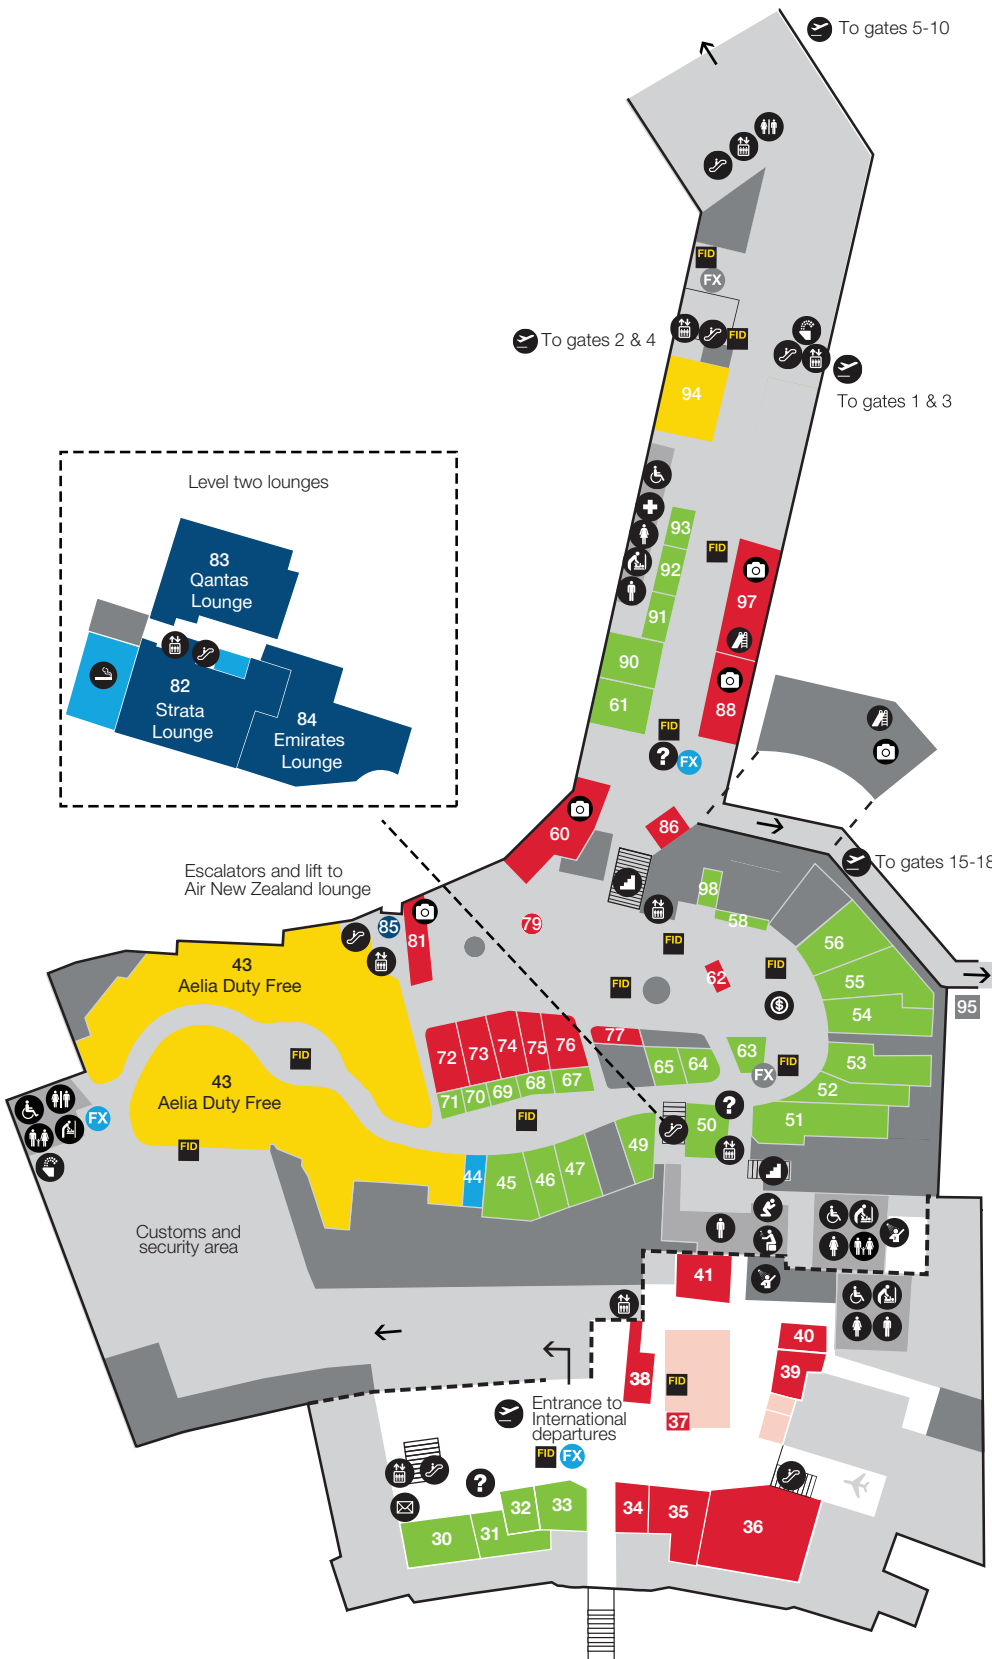 To gates 5-10
FID
FX
To gates 2 & 4
FID
94
To gates 1 & 3
Level two lounges
83
Qantas
Lounge
82
Strata
Lounge
84
Emirates
Lounge
93
FID
92
97
91
90
88
61
FID
?
FX
60
86
To gates 15-18
Escalators and lift to
Air New Zealand lounge
98
85
81
79
58
56
FID
43
Aelia Duty Free
62
FID
55
FID
$
95
54
77
72
73
74
75
76
FID
65
64
63
FID
53
FX
43
Aelia Duty Free
71
70
69
68
67
52
FX
FID
?
51
50
FID
49
44
45
46
47
Customs and
security area
41
40
38
39
FID
37
Entrance to
International
departures
FID
FX
?
32
33
34
35
36
30
31